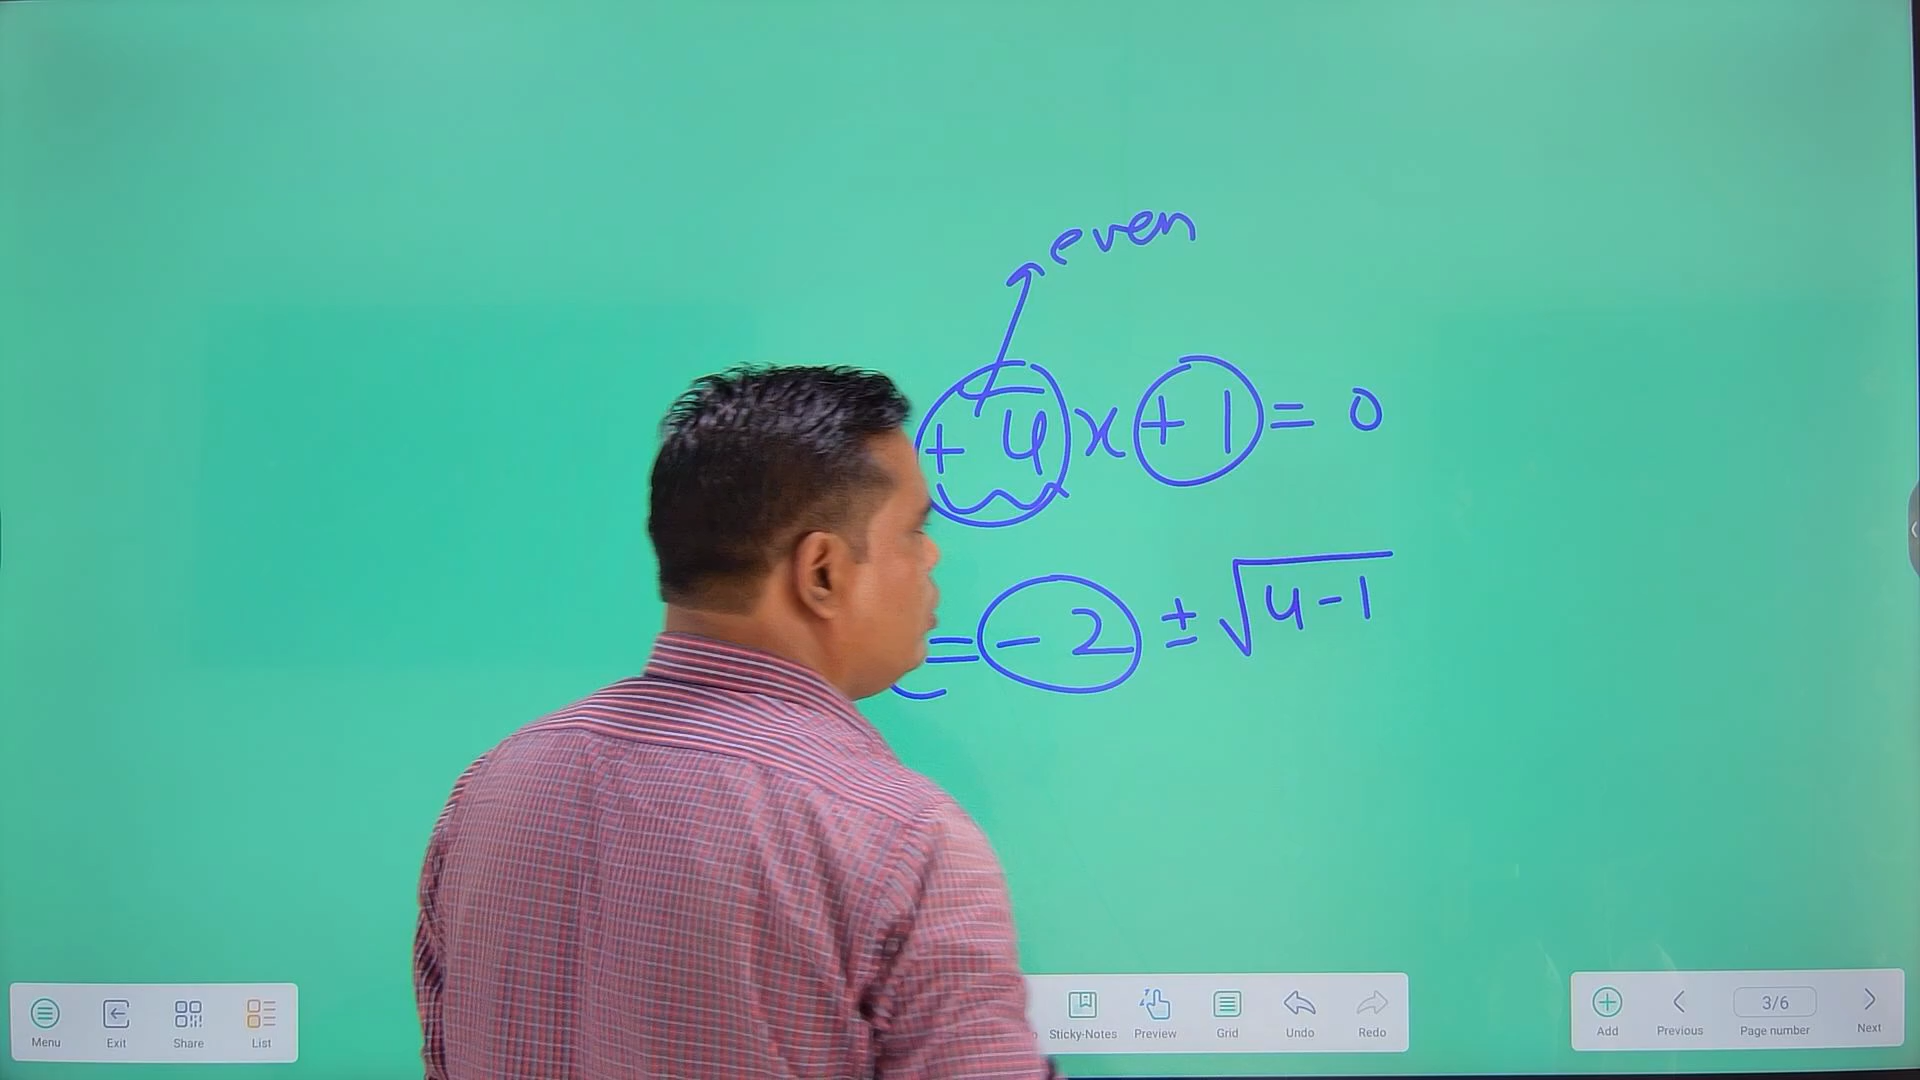 even
+ 4 x + 1 = 0
= - 2 ± √4-1
Menu Exit Share List
Sticky-Notes Preview Grid Undo Redo
Add Previous 3/6 Page number Next